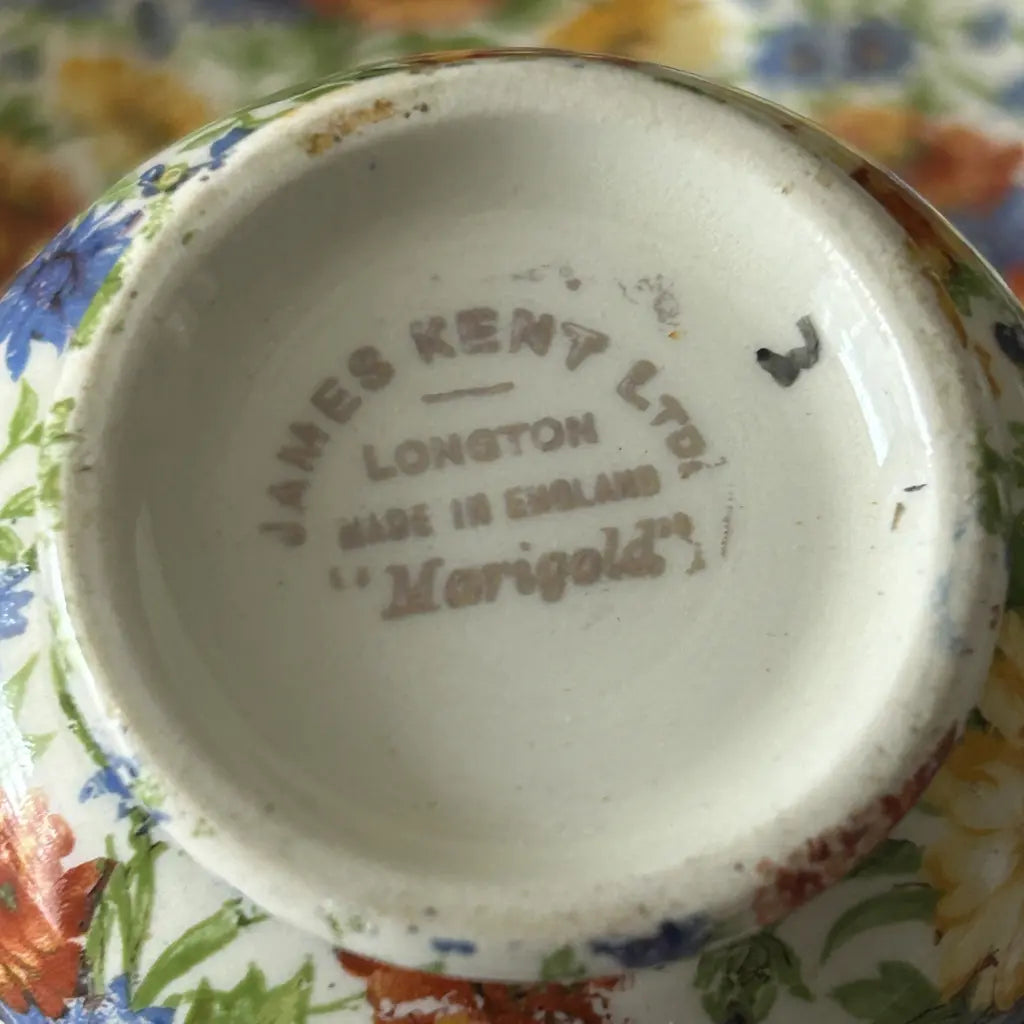 JAMES KENT LTD.
LONGTON
MADE IN ENGLAND
"Marigold"